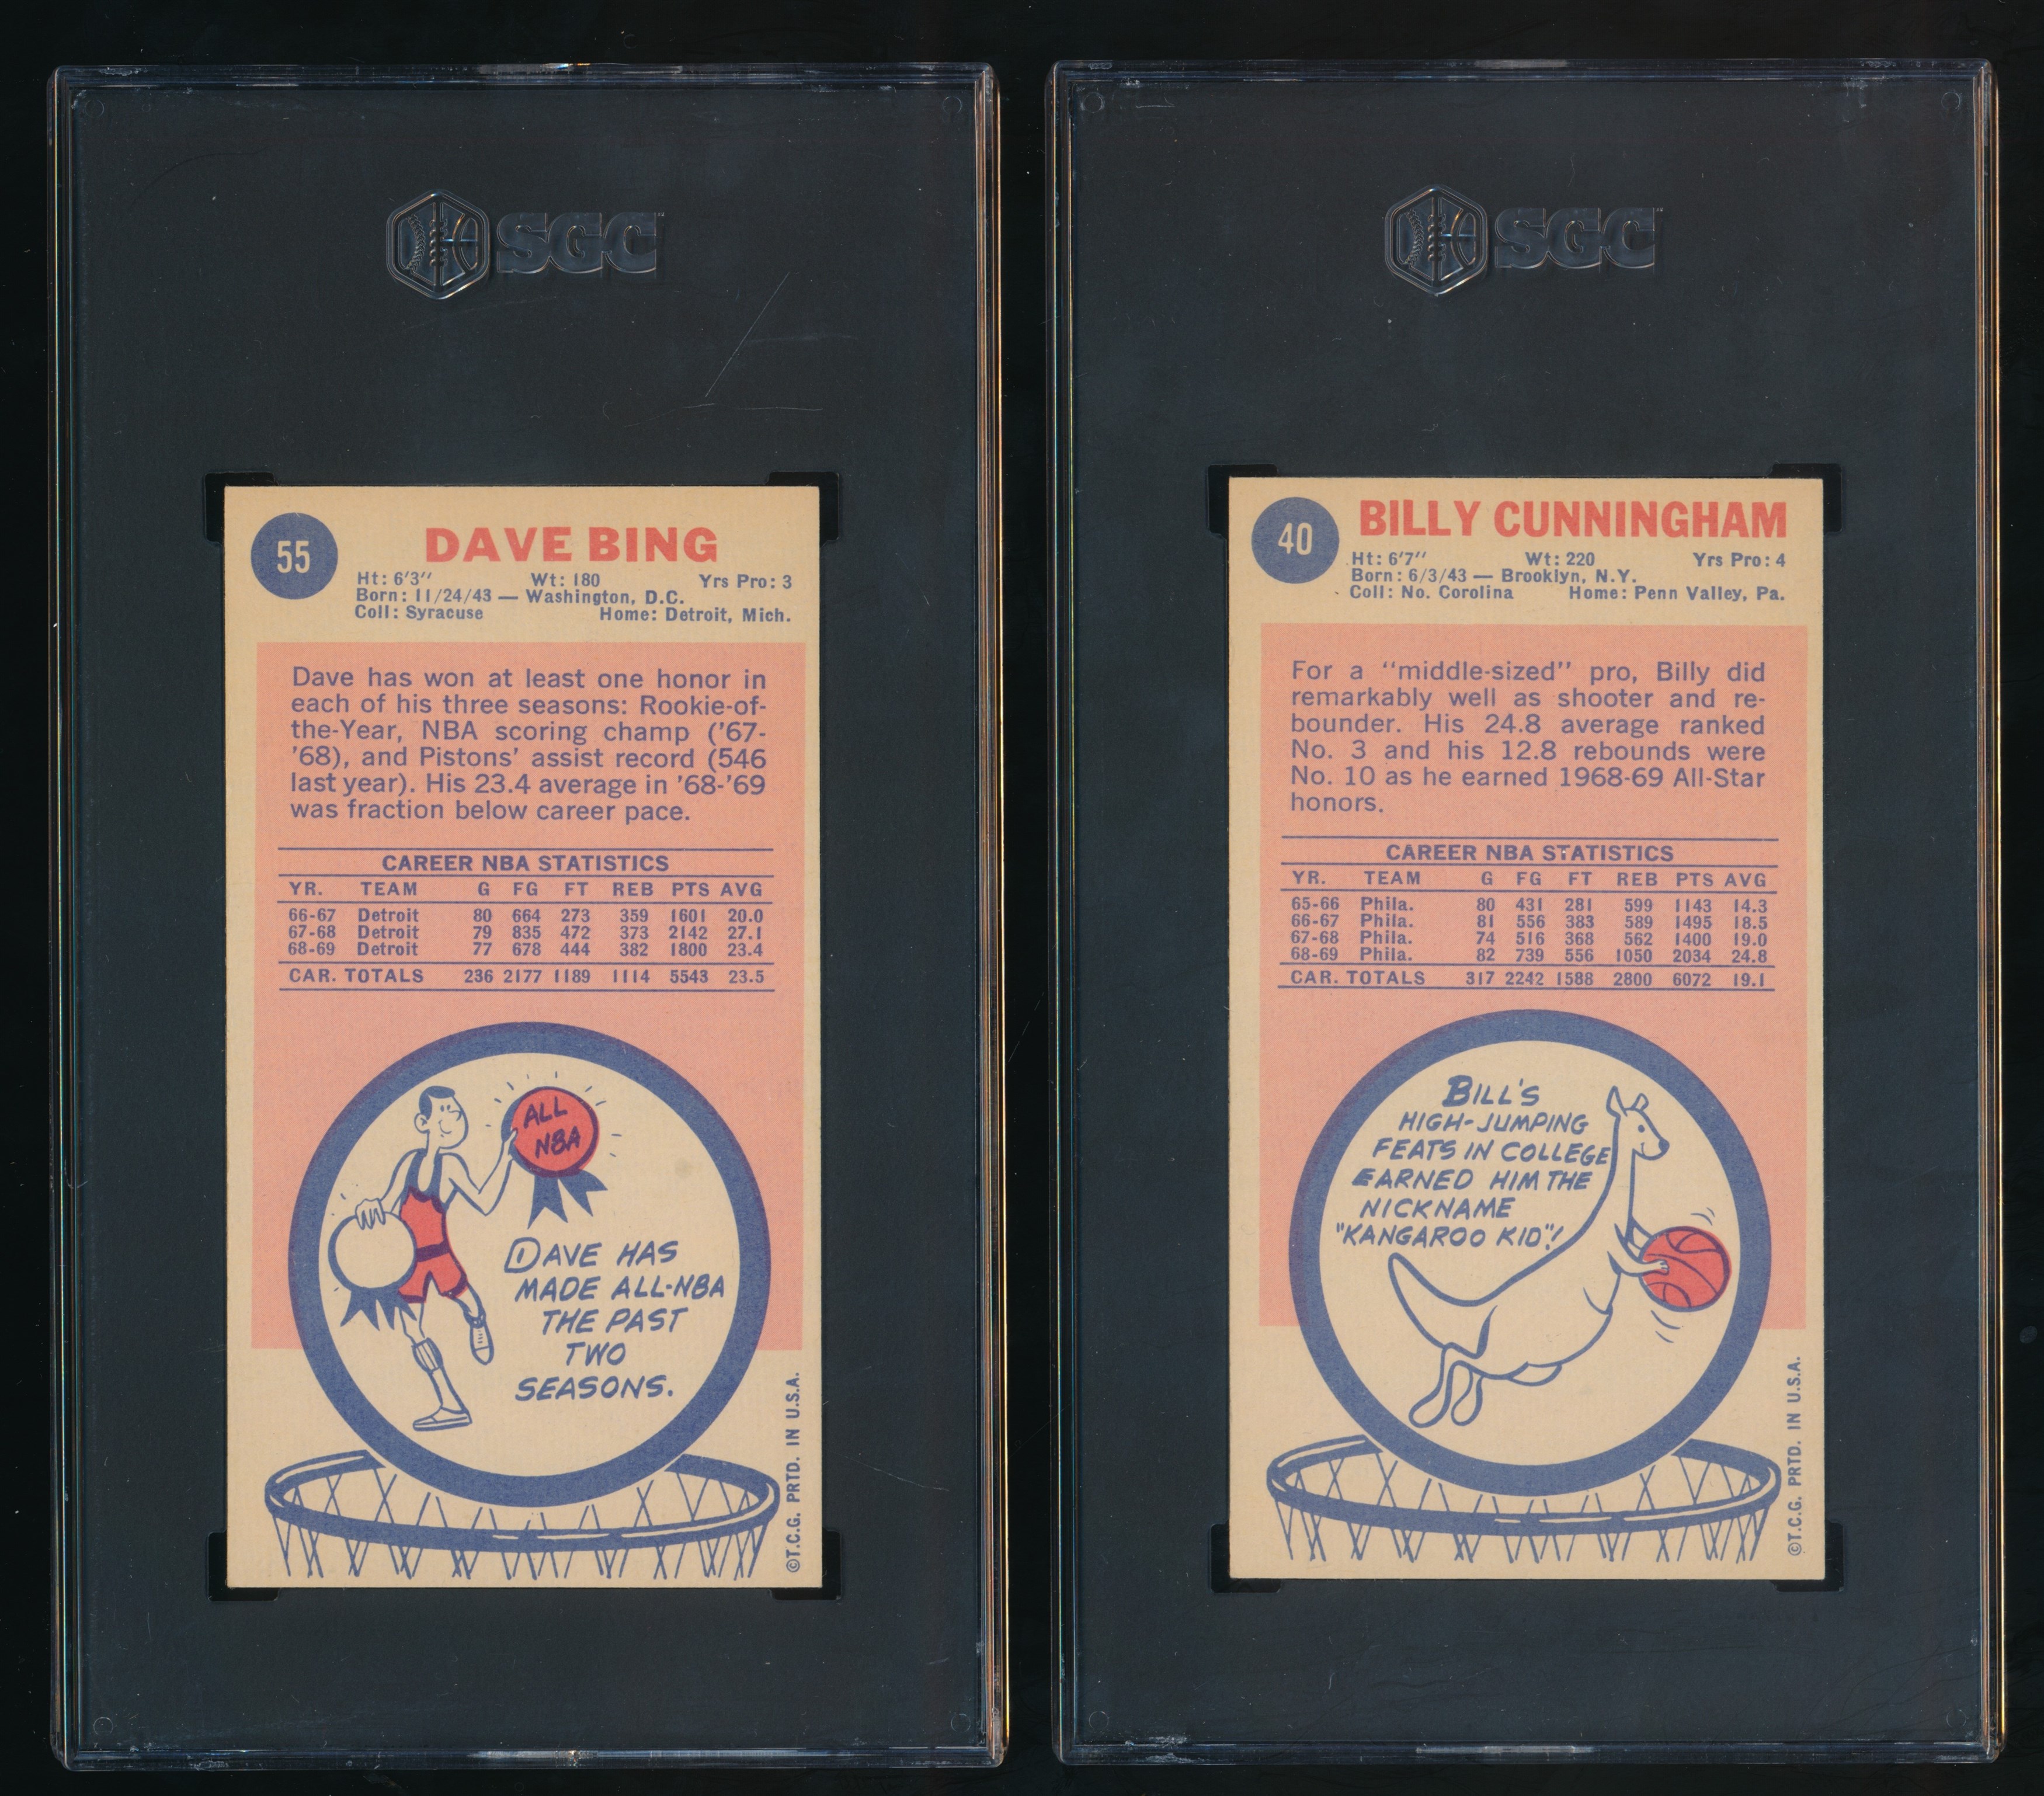 SGC
55
DAVE BING
Ht: 6'3" Wt: 180 Yrs Pro: 3
Born: 11/24/43 — Washington, D.C.
Coll: Syracuse Home: Detroit, Mich.
Dave has won at least one honor in
each of his three seasons: Rookie-of-
the-Year, NBA scoring champ ('67-
'68), and Pistons' assist record (546
last year). His 23.4 average in '68-'69
was fraction below career pace.
CAREER NBA STATISTICS
YR. TEAM G FG FT REB PTS AVG
66-67 Detroit 80 664 273 359 1601 20.0
67-68 Detroit 79 835 472 373 2142 27.1
68-69 Detroit 77 678 444 382 1800 23.4
CAR. TOTALS 236 2177 1189 1114 5543 23.5
ALL
NBA
DAVE HAS
MADE ALL-NBA
THE PAST
TWO
SEASONS.
©T.C.G. PRTD. IN U.S.A.
SGC
40
BILLY CUNNINGHAM
Ht: 6'7" Wt: 220 Yrs Pro: 4
Born: 6/3/43 — Brooklyn, N.Y.
Coll: No. Corolina Home: Penn Valley, Pa.
For a "middle-sized" pro, Billy did
remarkably well as shooter and re-
bounder. His 24.8 average ranked
No. 3 and his 12.8 rebounds were
No. 10 as he earned 1968-69 All-Star
honors.
CAREER NBA STATISTICS
YR. TEAM G FG FT REB PTS AVG
65-66 Phila. 80 431 281 599 1143 14.3
66-67 Phila. 81 556 383 589 1495 18.5
67-68 Phila. 74 516 368 562 1400 19.0
68-69 Phila. 82 739 556 1050 2034 24.8
CAR. TOTALS 317 2242 1588 2800 6072 19.1
BILL'S
HIGH-JUMPING
FEATS IN COLLEGE
EARNED HIM THE
NICKNAME
"KANGAROO KID"!
©T.C.G. PRTD. IN U.S.A.